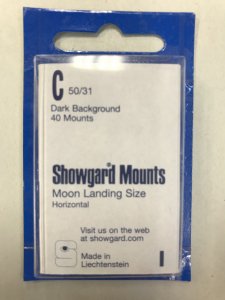 C 50/31
Dark Background
40 Mounts
Showgard Mounts
Moon Landing Size
Horizontal
Visit us on the web
at showgard.com
Made in
Liechtenstein